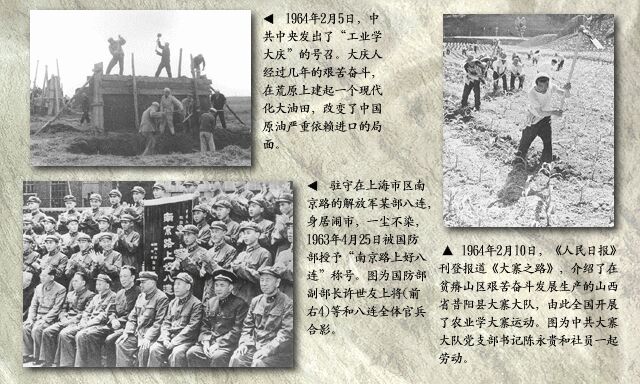 ◀ 1964年2月5日，中
共中央发出了“工业学
大庆”的号召。大庆人
经过几年的艰苦奋斗，
在荒原上建起一个现代
化大油田，改变了中国
原油严重依赖进口的局
面。
◀ 驻守在上海市区南
京路的解放军某部八连，
身居闹市，一尘不染，
1963年4月25日被国防
部授予“南京路上好八
连”称号。图为国防部
副部长许世友上将(前
右4)等和八连全体官兵
合影。
▲ 1964年2月10日，《人民日报》
刊登报道《大寨之路》，介绍了在
贫瘠山区艰苦奋斗发展生产的山西
省昔阳县大寨大队，由此全国开展
了农业学大寨运动。图为中共大寨
大队党支部书记陈永贵和社员一起
劳动。
南京路